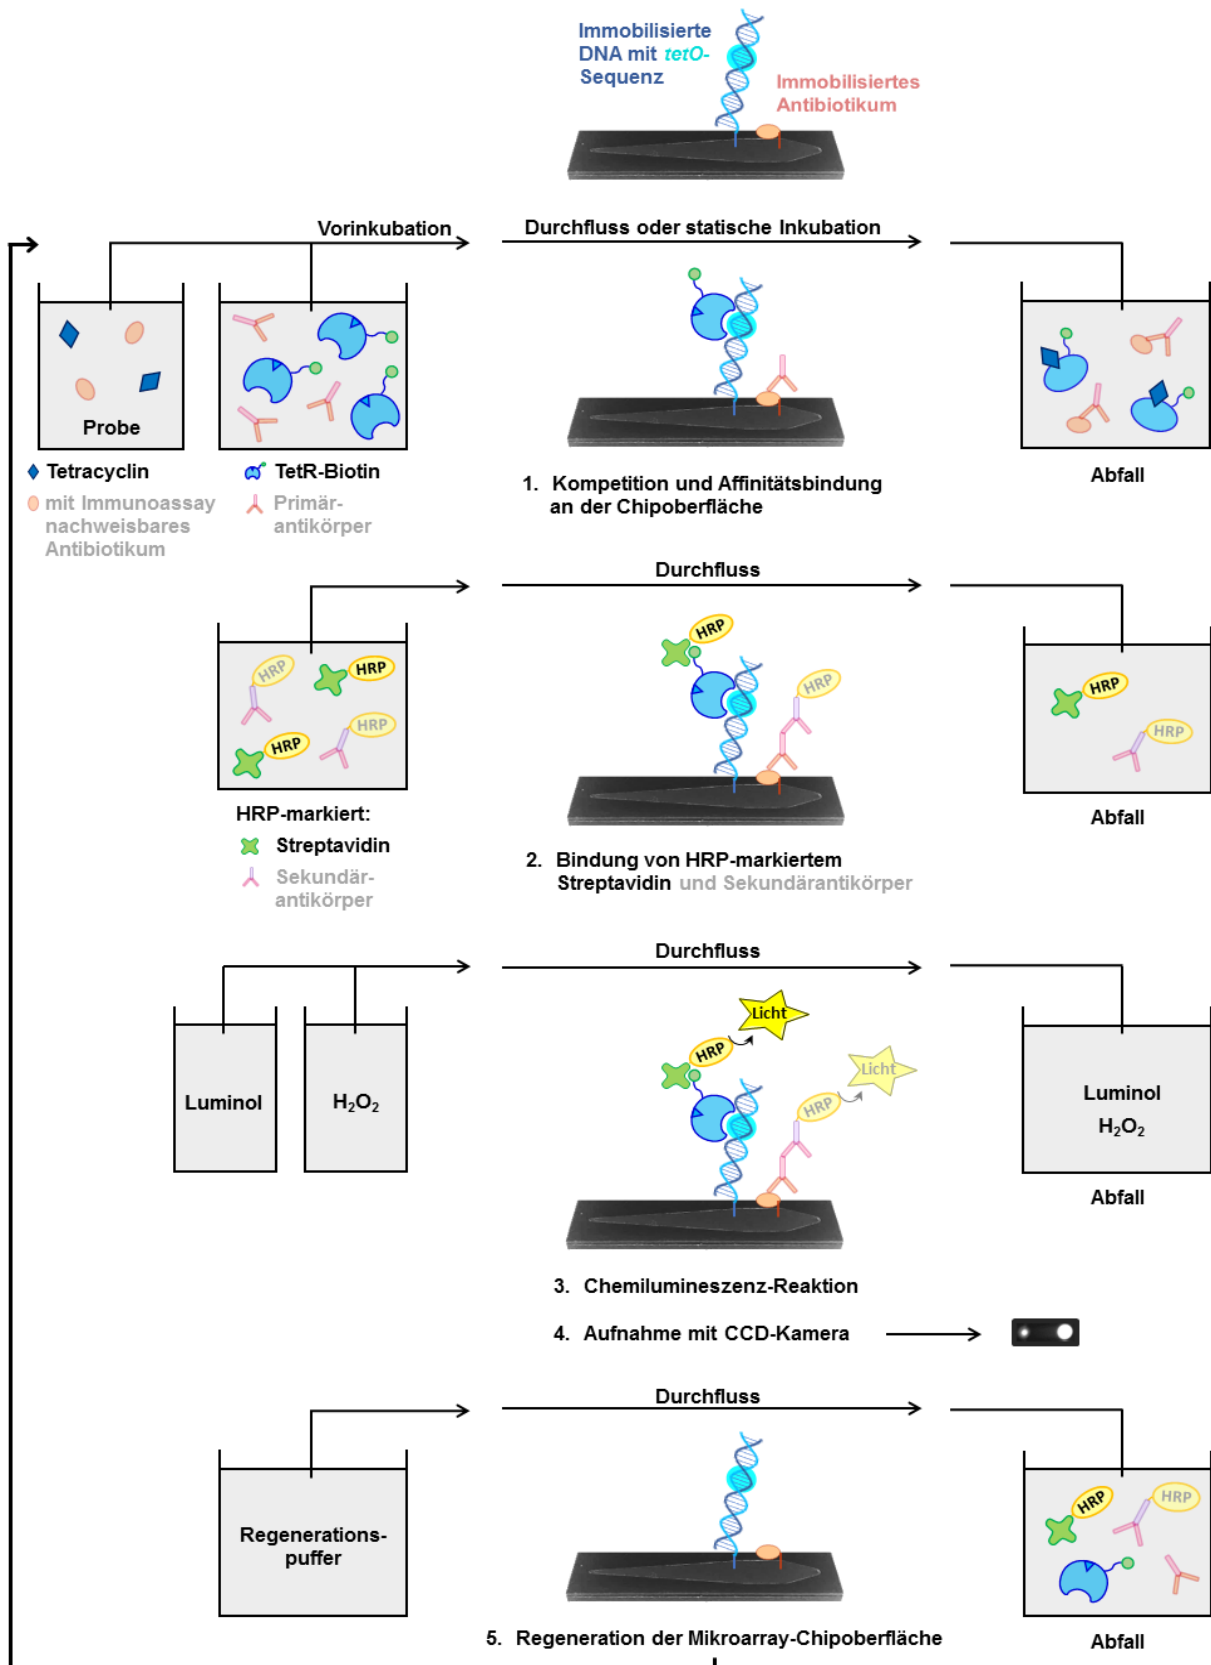 Immobilisierte
DNA mit tetO-
Sequenz
Immobilisiertes
Antibiotikum
Vorinkubation
Durchfluss oder statische Inkubation
Probe
Tetracyclin
mit Immunoassay
nachweisbares
Antibiotikum
TetR-Biotin
Primär-
antikörper
1. Kompetition und Affinitätsbindung
an der Chipoberfläche
Abfall
Durchfluss
HRP
HRP
HRP
HRP
HRP-markiert:
Streptavidin
Sekundär-
antikörper
HRP
HRP
2. Bindung von HRP-markiertem
Streptavidin und Sekundärantikörper
HRP
HRP
Abfall
Durchfluss
Luminol
H₂O₂
Licht
HRP
Licht
HRP
Luminol
H₂O₂
Abfall
3. Chemilumineszenz-Reaktion
4. Aufnahme mit CCD-Kamera
Durchfluss
Regenerations-
puffer
HRP
HRP
5. Regeneration der Mikroarray-Chipoberfläche
Abfall